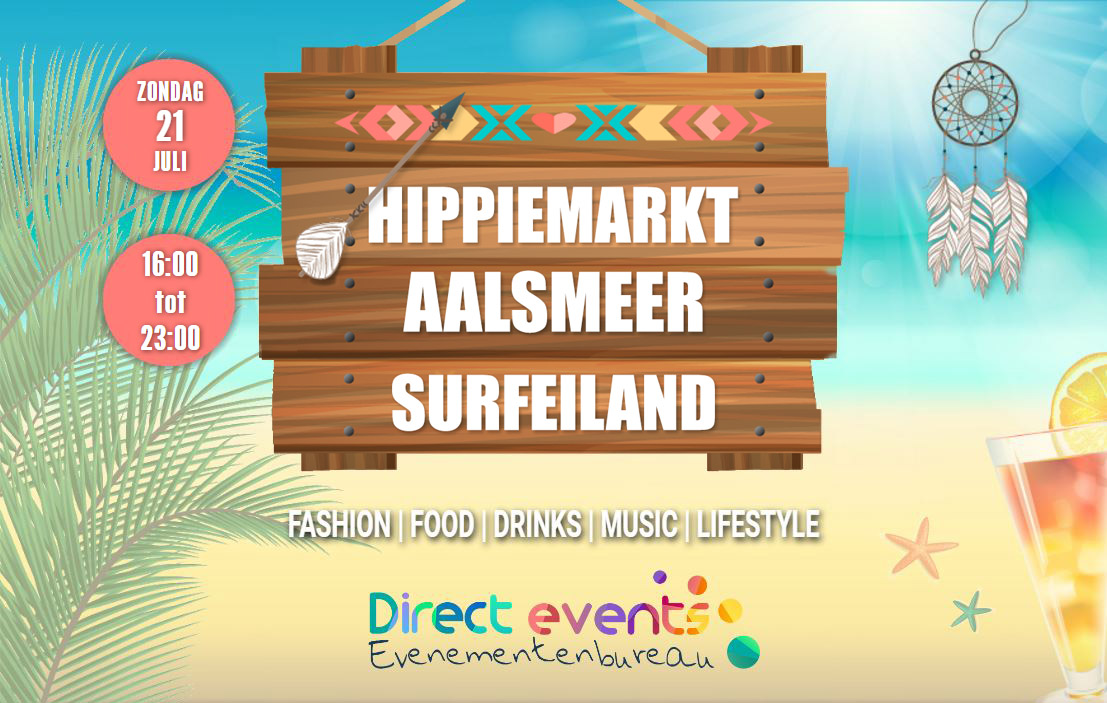 ZONDAG
21
JULI
16:00
tot
23:00
HIPPIEMARKT
AALSMEER
SURFEILAND
FASHION | FOOD | DRINKS | MUSIC | LIFESTYLE
Direct events
Evenementenbureau